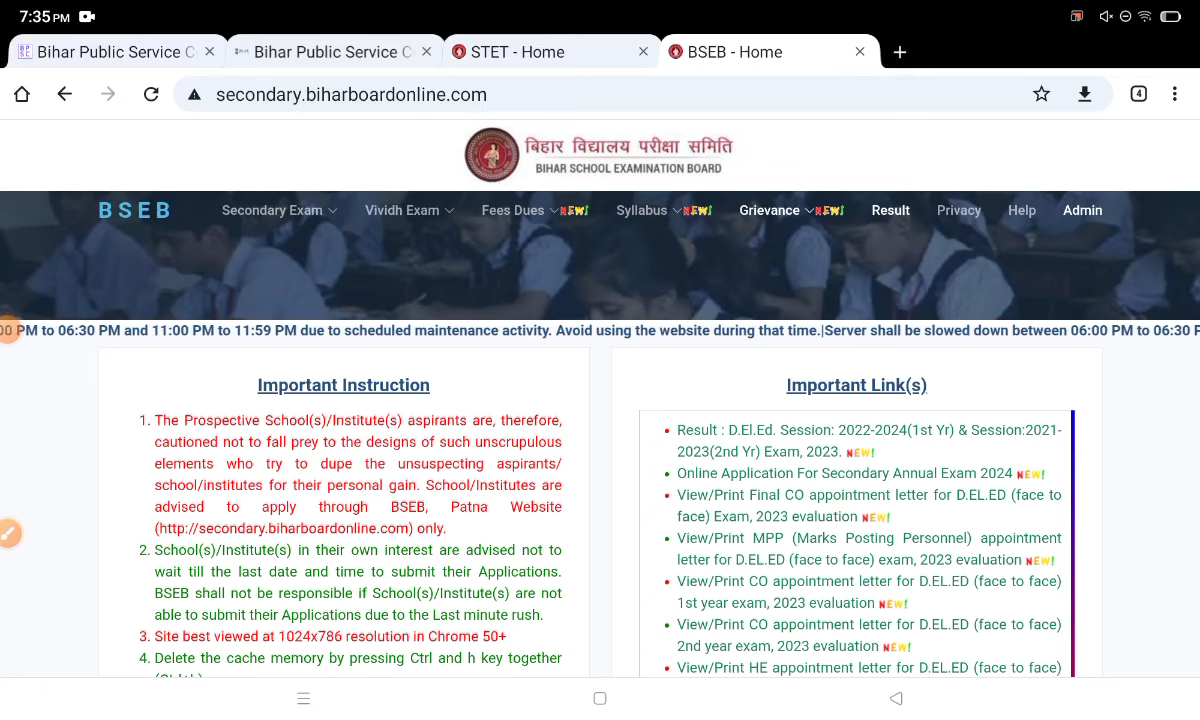 7:35 PM
Bihar Public Service C
Bihar Public Service C
STET - Home
BSEB - Home
secondary.biharboardonline.com
4
बिहार विद्यालय परीक्षा समिति
BIHAR SCHOOL EXAMINATION BOARD
BSEB Secondary Exam Vividh Exam Fees Dues NEW! Syllabus NEW! Grievance NEW! Result Privacy Help Admin
00 PM to 06:30 PM and 11:00 PM to 11:59 PM due to scheduled maintenance activity. Avoid using the website during that time.|Server shall be slowed down between 06:00 PM to 06:30 P
Important Instruction
1. The Prospective School(s)/Institute(s) aspirants are, therefore,
cautioned not to fall prey to the designs of such unscrupulous
elements who try to dupe the unsuspecting aspirants/
school/institutes for their personal gain. School/Institutes are
advised to apply through BSEB, Patna Website
(http://secondary.biharboardonline.com) only.
2. School(s)/Institute(s) in their own interest are advised not to
wait till the last date and time to submit their Applications.
BSEB shall not be responsible if School(s)/Institute(s) are not
able to submit their Applications due to the Last minute rush.
3. Site best viewed at 1024x786 resolution in Chrome 50+
4. Delete the cache memory by pressing Ctrl and h key together
Important Link(s)
Result : D.El.Ed. Session: 2022-2024(1st Yr) & Session:2021-
2023(2nd Yr) Exam, 2023. NEW!
Online Application For Secondary Annual Exam 2024 NEW!
View/Print Final CO appointment letter for D.EL.ED (face to
face) Exam, 2023 evaluation NEW!
View/Print MPP (Marks Posting Personnel) appointment
letter for D.EL.ED (face to face) exam, 2023 evaluation NEW!
View/Print CO appointment letter for D.EL.ED (face to face)
1st year exam, 2023 evaluation NEW!
View/Print CO appointment letter for D.EL.ED (face to face)
2nd year exam, 2023 evaluation NEW!
View/Print HE appointment letter for D.EL.ED (face to face)